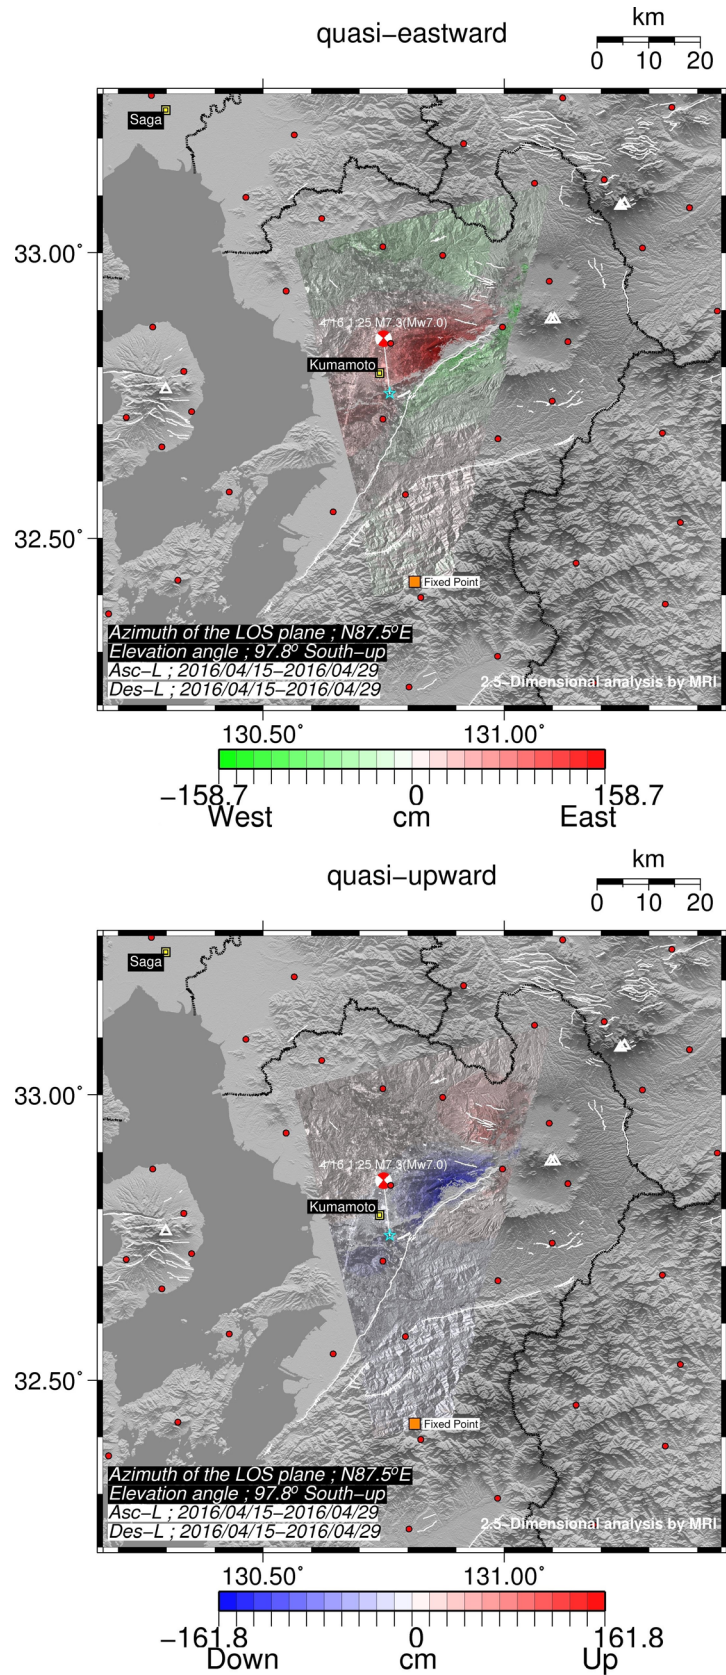 quasi−eastward
km
0 10 20
Saga
33.00°
4/16 1:25 M7.3(Mw7.0)
Kumamoto
32.50°
Fixed Point
Azimuth of the LOS plane ; N87.5°E
Elevation angle ; 97.8° South−up
Asc−L ; 2016/04/15−2016/04/29
Des−L ; 2016/04/15−2016/04/29
2.5−Dimensional analysis by MRI
130.50° 131.00°
−158.7 0 158.7
West cm East
quasi−upward
km
0 10 20
Saga
33.00°
4/16 1:25 M7.3(Mw7.0)
Kumamoto
32.50°
Fixed Point
Azimuth of the LOS plane ; N87.5°E
Elevation angle ; 97.8° South−up
Asc−L ; 2016/04/15−2016/04/29
Des−L ; 2016/04/15−2016/04/29
2.5−Dimensional analysis by MRI
130.50° 131.00°
−161.8 0 161.8
Down cm Up